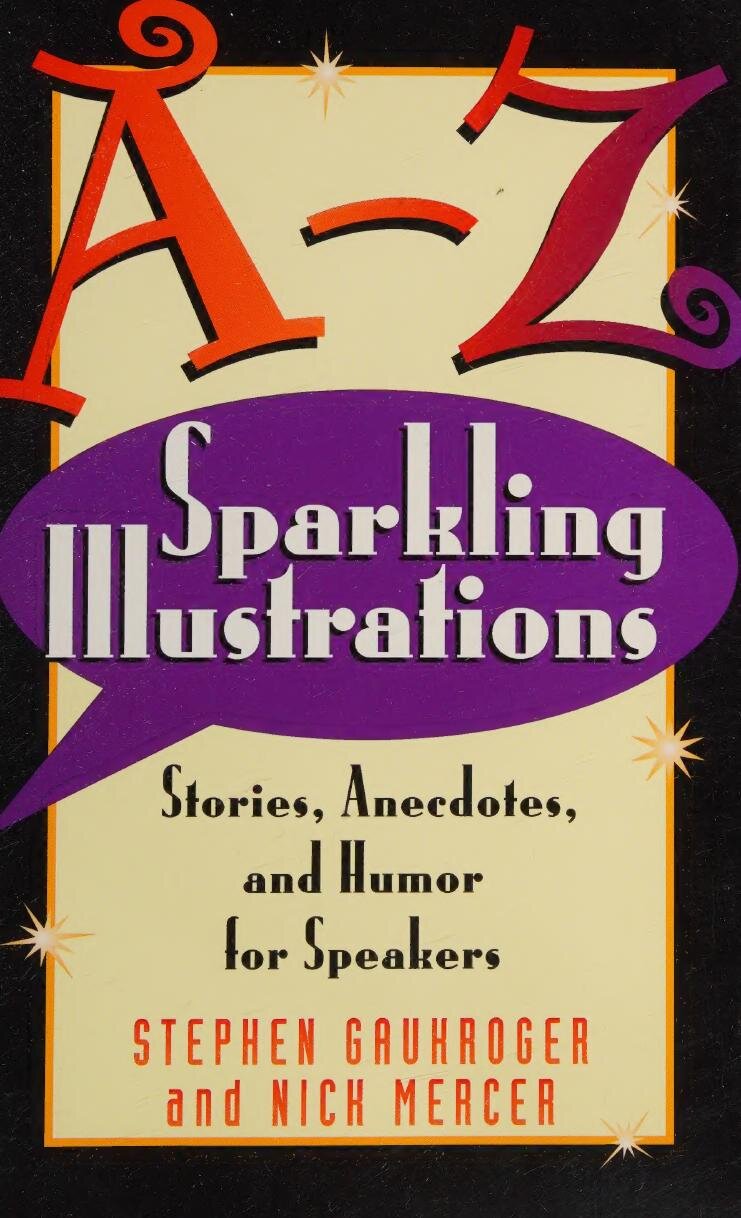 A-Z
Sparkling
Illustrations
Stories, Anecdotes,
and Humor
for Speakers
STEPHEN GAUKROGER
and NICK MERCER